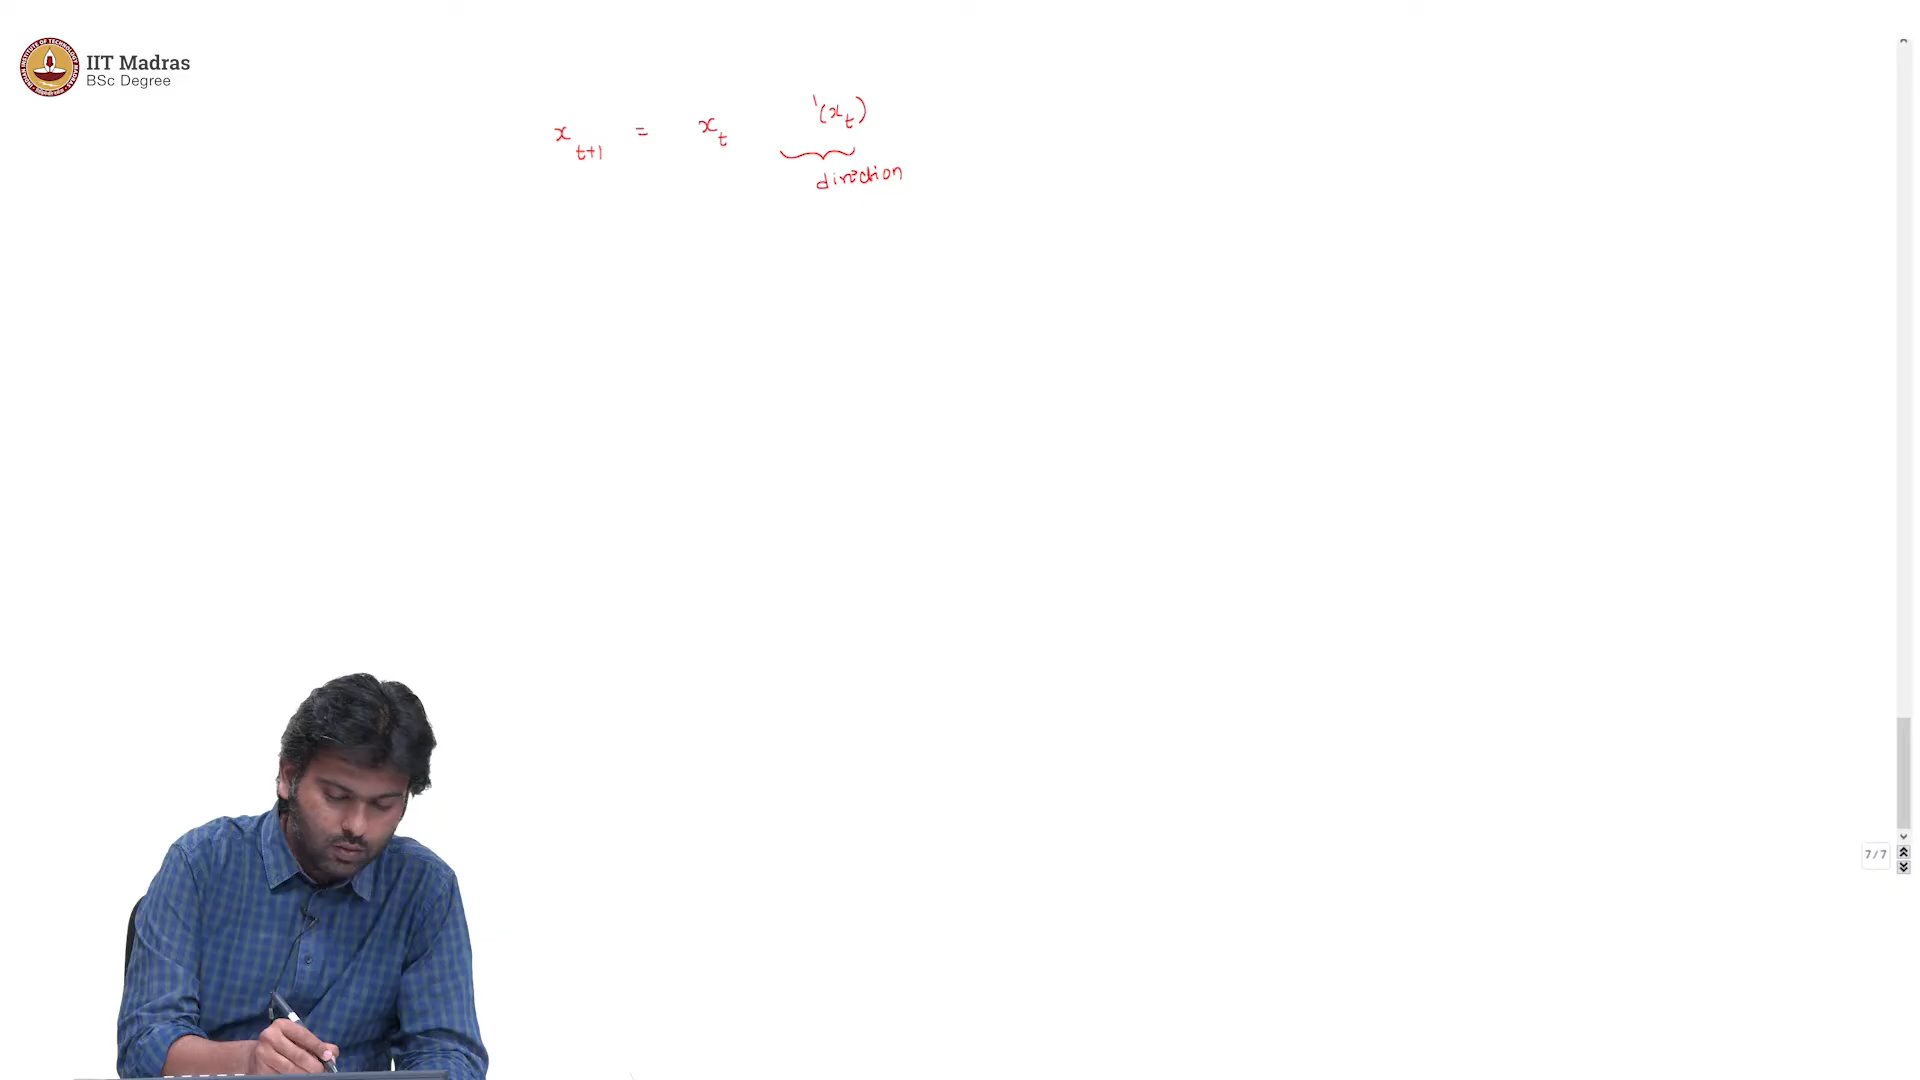 IIT Madras
BSc Degree
x_{t+1} = x_t '(x_t)
direction
7/7